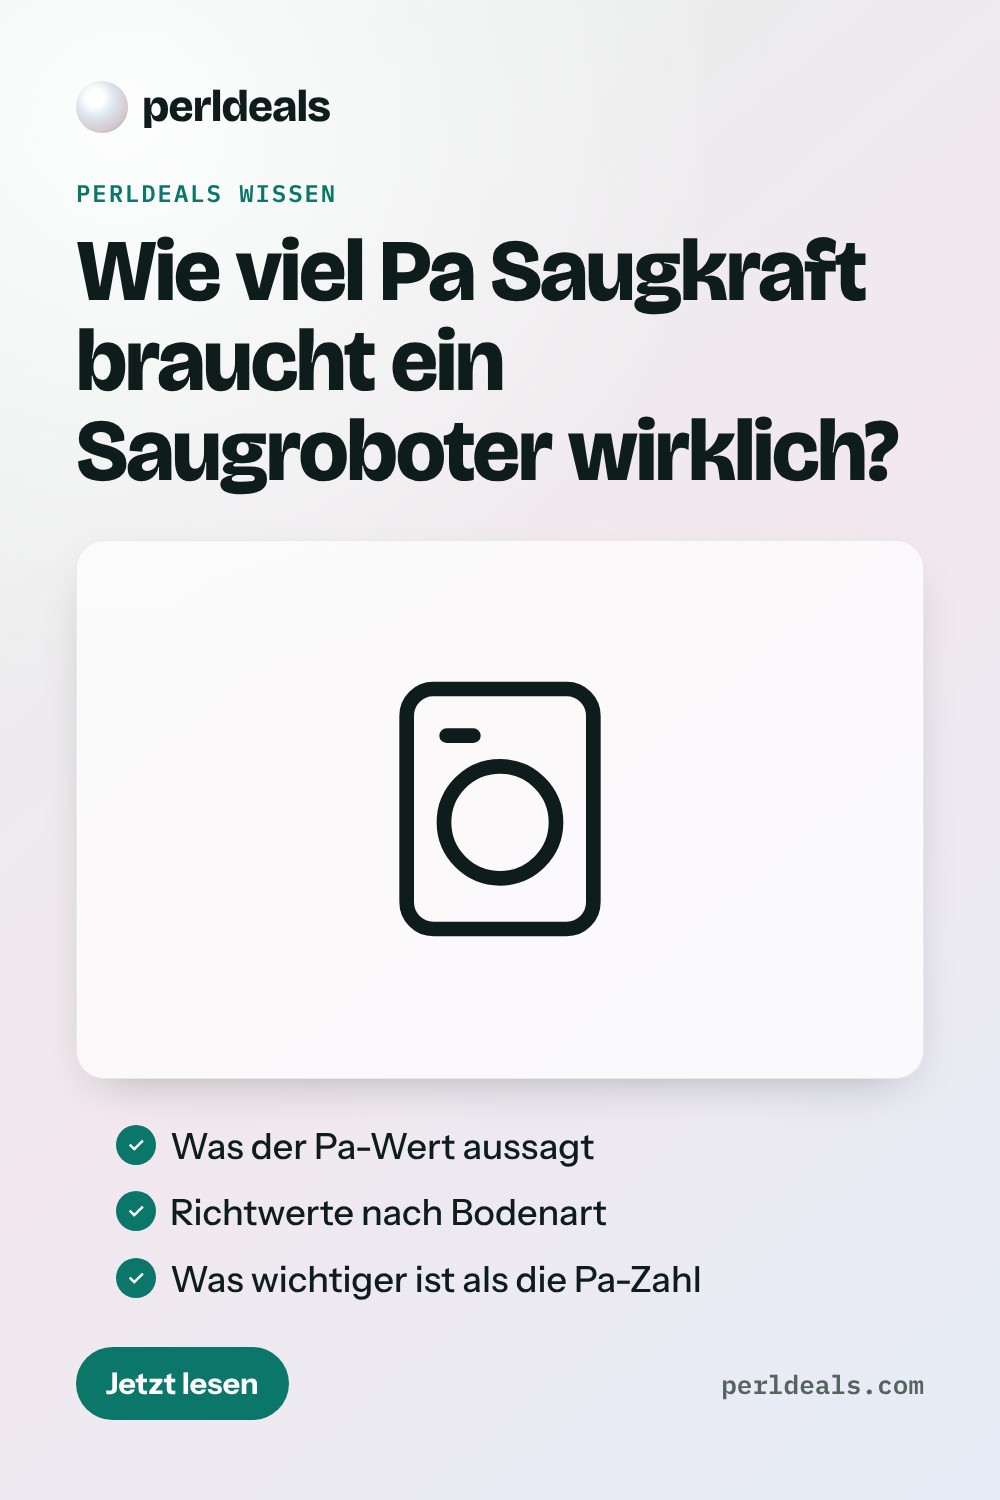 perldeals
PERLDEALS WISSEN
Wie viel Pa Saugkraft
braucht ein
Saugroboter wirklich?
Was der Pa-Wert aussagt
Richtwerte nach Bodenart
Was wichtiger ist als die Pa-Zahl
Jetzt lesen
perldeals.com